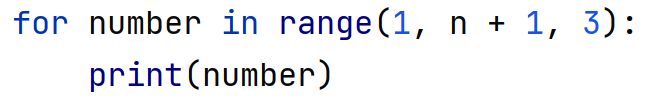 for number in range(1, n + 1, 3):
    print(number)